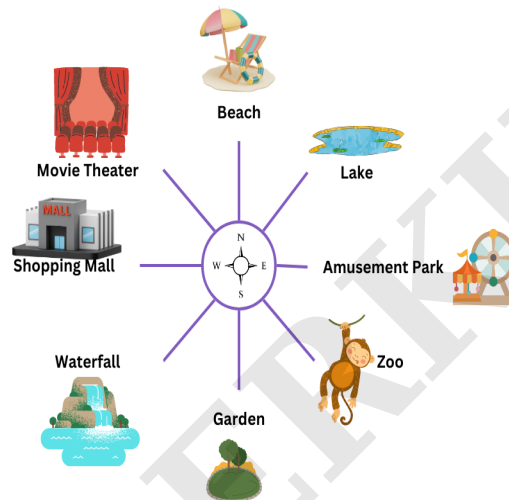 Beach
Movie Theater
Lake
MALL
Shopping Mall
N
W
E
S
Amusement Park
Waterfall
Zoo
Garden